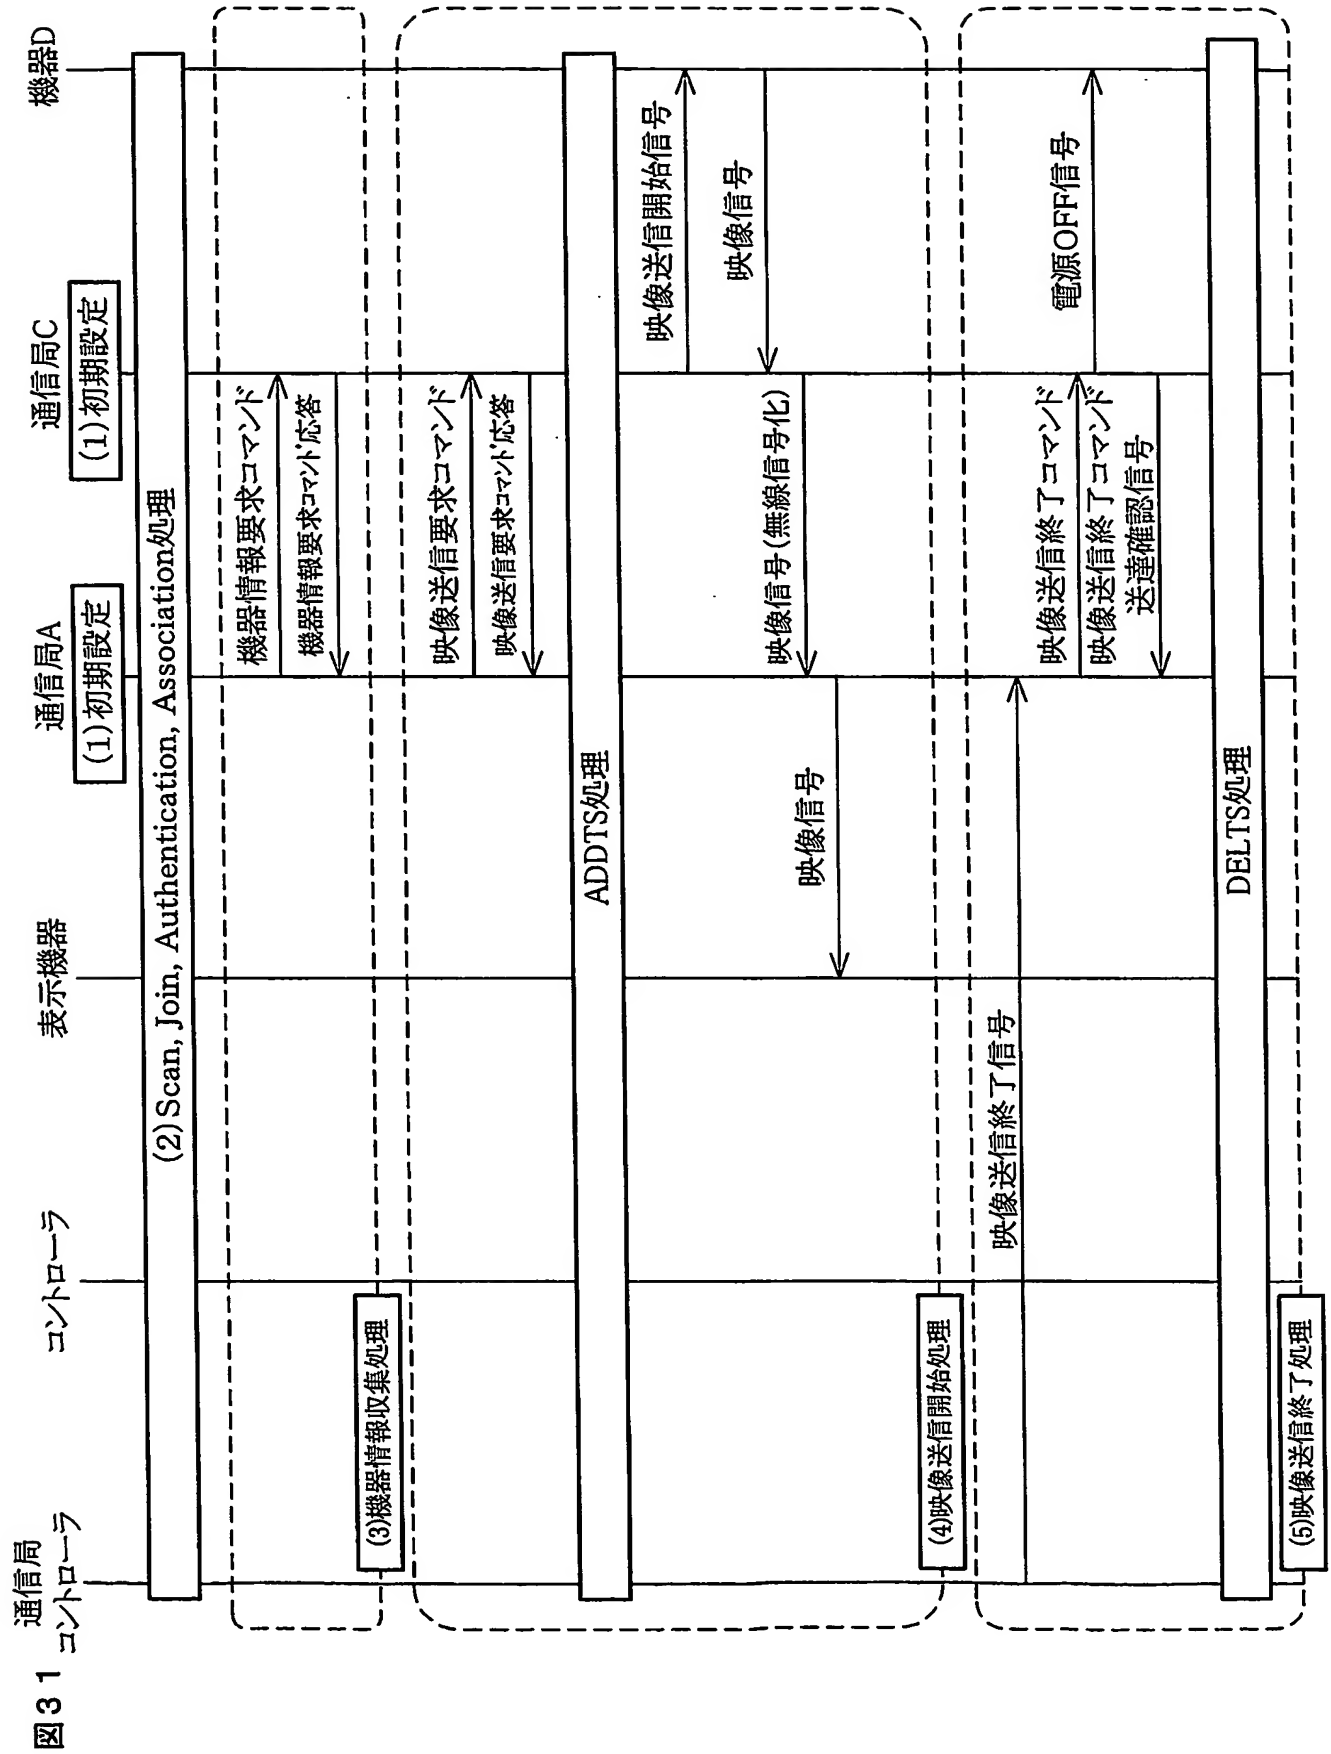 図31
通信局
コントローラ
コントローラ
表示機器
通信局A
通信局C
機器D
(1)初期設定
(1)初期設定
(2)Scan, Join, Authentication, Association処理
機器情報要求コマンド
機器情報要求コマンド応答
(3)機器情報収集処理
映像送信要求コマンド
映像送信要求コマンド応答
ADDTS処理
映像送信開始信号
映像信号
映像信号(無線信号化)
映像信号
(4)映像送信開始処理
映像送信終了信号
映像送信終了コマンド
電源OFF信号
映像送信終了コマンド
送達確認信号
DELTS処理
(5)映像送信終了処理